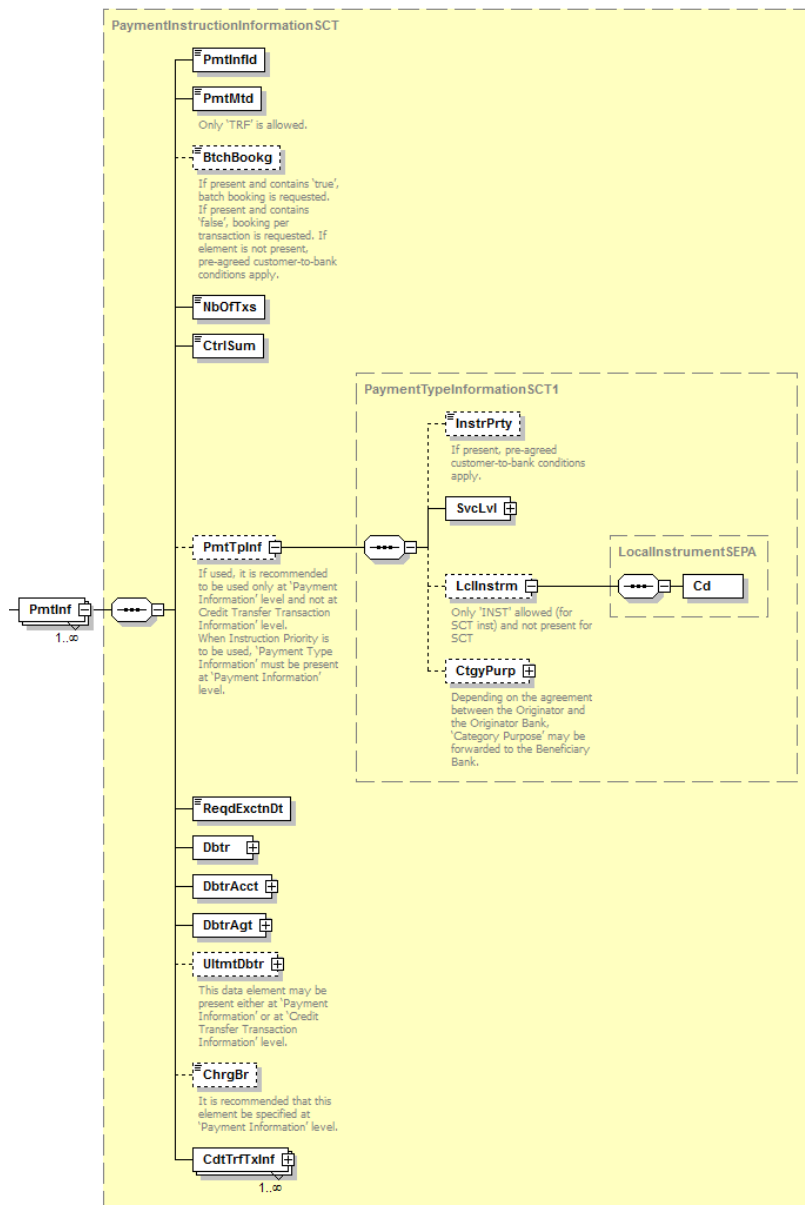 PaymentInstructionInformationSCT
PmtInfId
PmtMtd
Only ‘TRF’ is allowed.
BtchBookg
If present and contains ‘true’,
batch booking is requested.
If present and contains
‘false’, booking per
transaction is requested. If
element is not present,
pre-agreed customer-to-bank
conditions apply.
NbOfTxs
CtrlSum
PaymentTypeInformationSCT1
InstrPrty
If present, pre-agreed
customer-to-bank conditions
apply.
SvcLvl
PmtTpInf
If used, it is recommended
to be used only at ‘Payment
Information’ level and not at
Credit Transfer Transaction
Information’ level.
When Instruction Priority is
to be used, ‘Payment Type
Information’ must be present
at ‘Payment Information’
level.
LocalInstrumentSEPA
LclInstrm
Cd
Only ‘INST’ allowed (for
SCT inst) and not present for
SCT
CtgyPurp
Depending on the agreement
between the Originator and
the Originator Bank,
‘Category Purpose’ may be
forwarded to the Beneficiary
Bank.
PmtInf
1..∞
ReqdExctnDt
Dbtr
DbtrAcct
DbtrAgt
UltmtDbtr
This data element may be
present either at ‘Payment
Information’ or at ‘Credit
Transfer Transaction
Information’ level.
ChrgBr
It is recommended that this
element be specified at
‘Payment Information’ level.
CdtTrfTxInf
1..∞